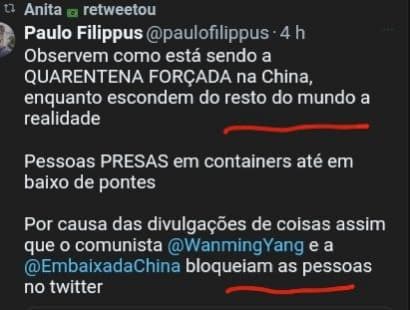 Anita retweetou
Paulo Filippus @paulofilippus · 4 h
Observem como está sendo a
QUARENTENA FORÇADA na China,
enquanto escondem do resto do mundo a
realidade
Pessoas PRESAS em containers até em
baixo de pontes
Por causa das divulgações de coisas assim
que o comunista @WanmingYang e a
@EmbaixadaChina bloqueiam as pessoas
no twitter